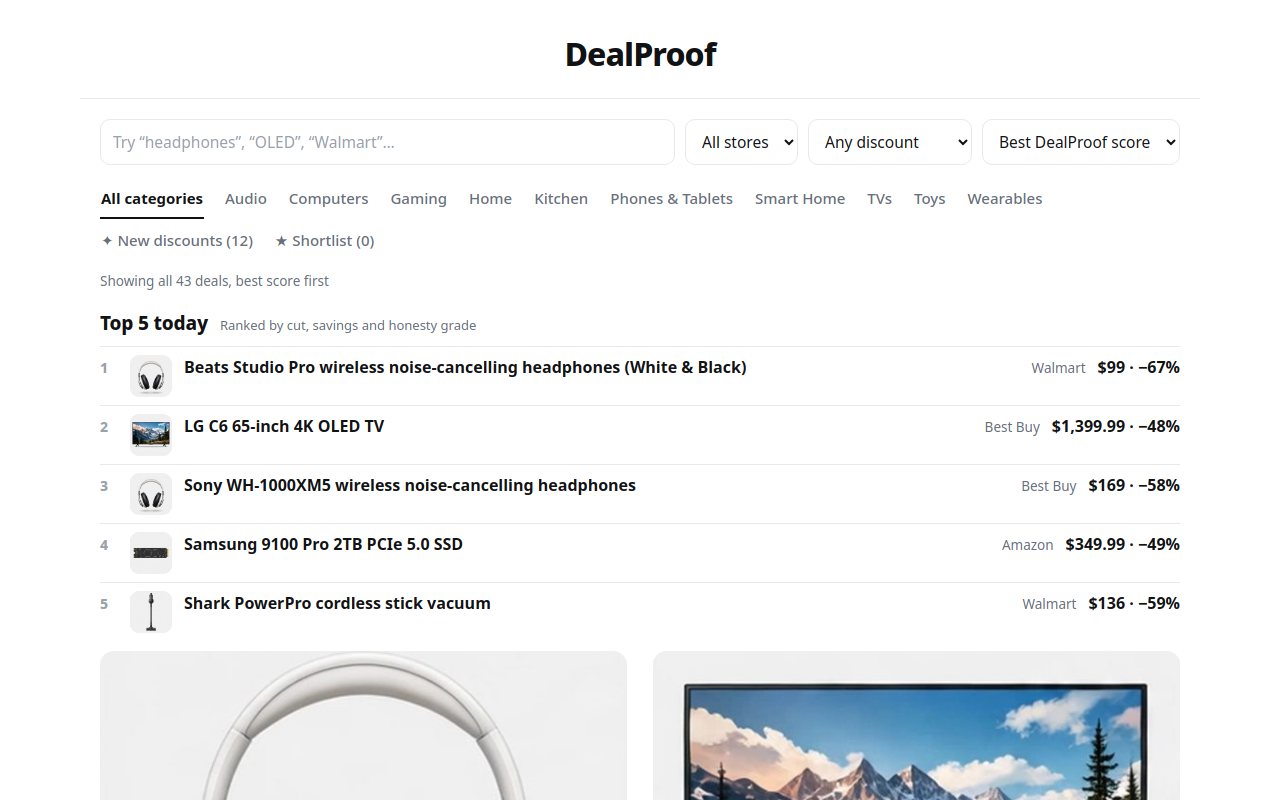 DealProof
Try “headphones”, “OLED”, “Walmart”...
All stores
Any discount
Best DealProof score
All categories Audio Computers Gaming Home Kitchen Phones & Tablets Smart Home TVs Toys Wearables
✦ New discounts (12) ★ Shortlist (0)
Showing all 43 deals, best score first
Top 5 today Ranked by cut, savings and honesty grade
1 Beats Studio Pro wireless noise-cancelling headphones (White & Black) Walmart $99 · −67%
2 LG C6 65-inch 4K OLED TV Best Buy $1,399.99 · −48%
3 Sony WH-1000XM5 wireless noise-cancelling headphones Best Buy $169 · −58%
4 Samsung 9100 Pro 2TB PCIe 5.0 SSD Amazon $349.99 · −49%
5 Shark PowerPro cordless stick vacuum Walmart $136 · −59%